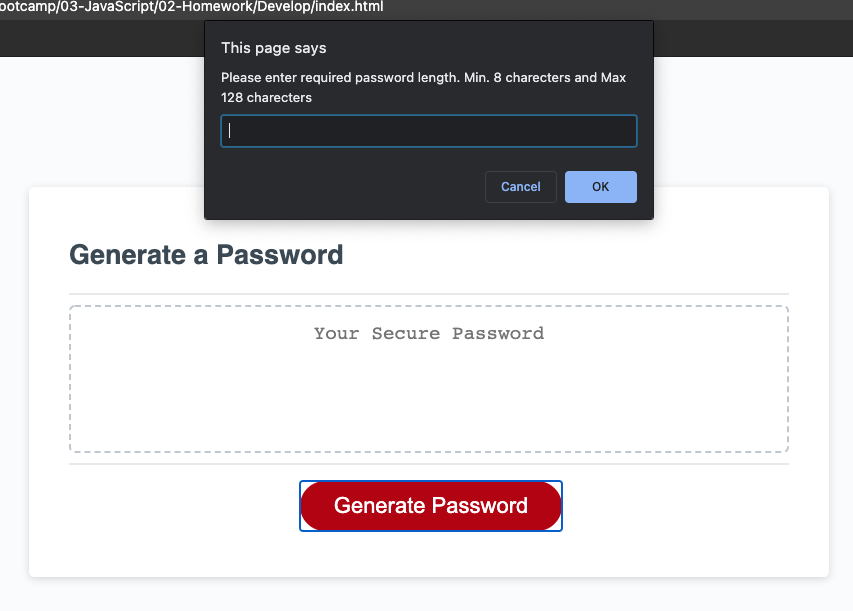 ootcamp/03-JavaScript/02-Homework/Develop/index.html
This page says
Please enter required password length. Min. 8 charecters and Max
128 charecters
Cancel
OK
Generate a Password
Your Secure Password
Generate Password